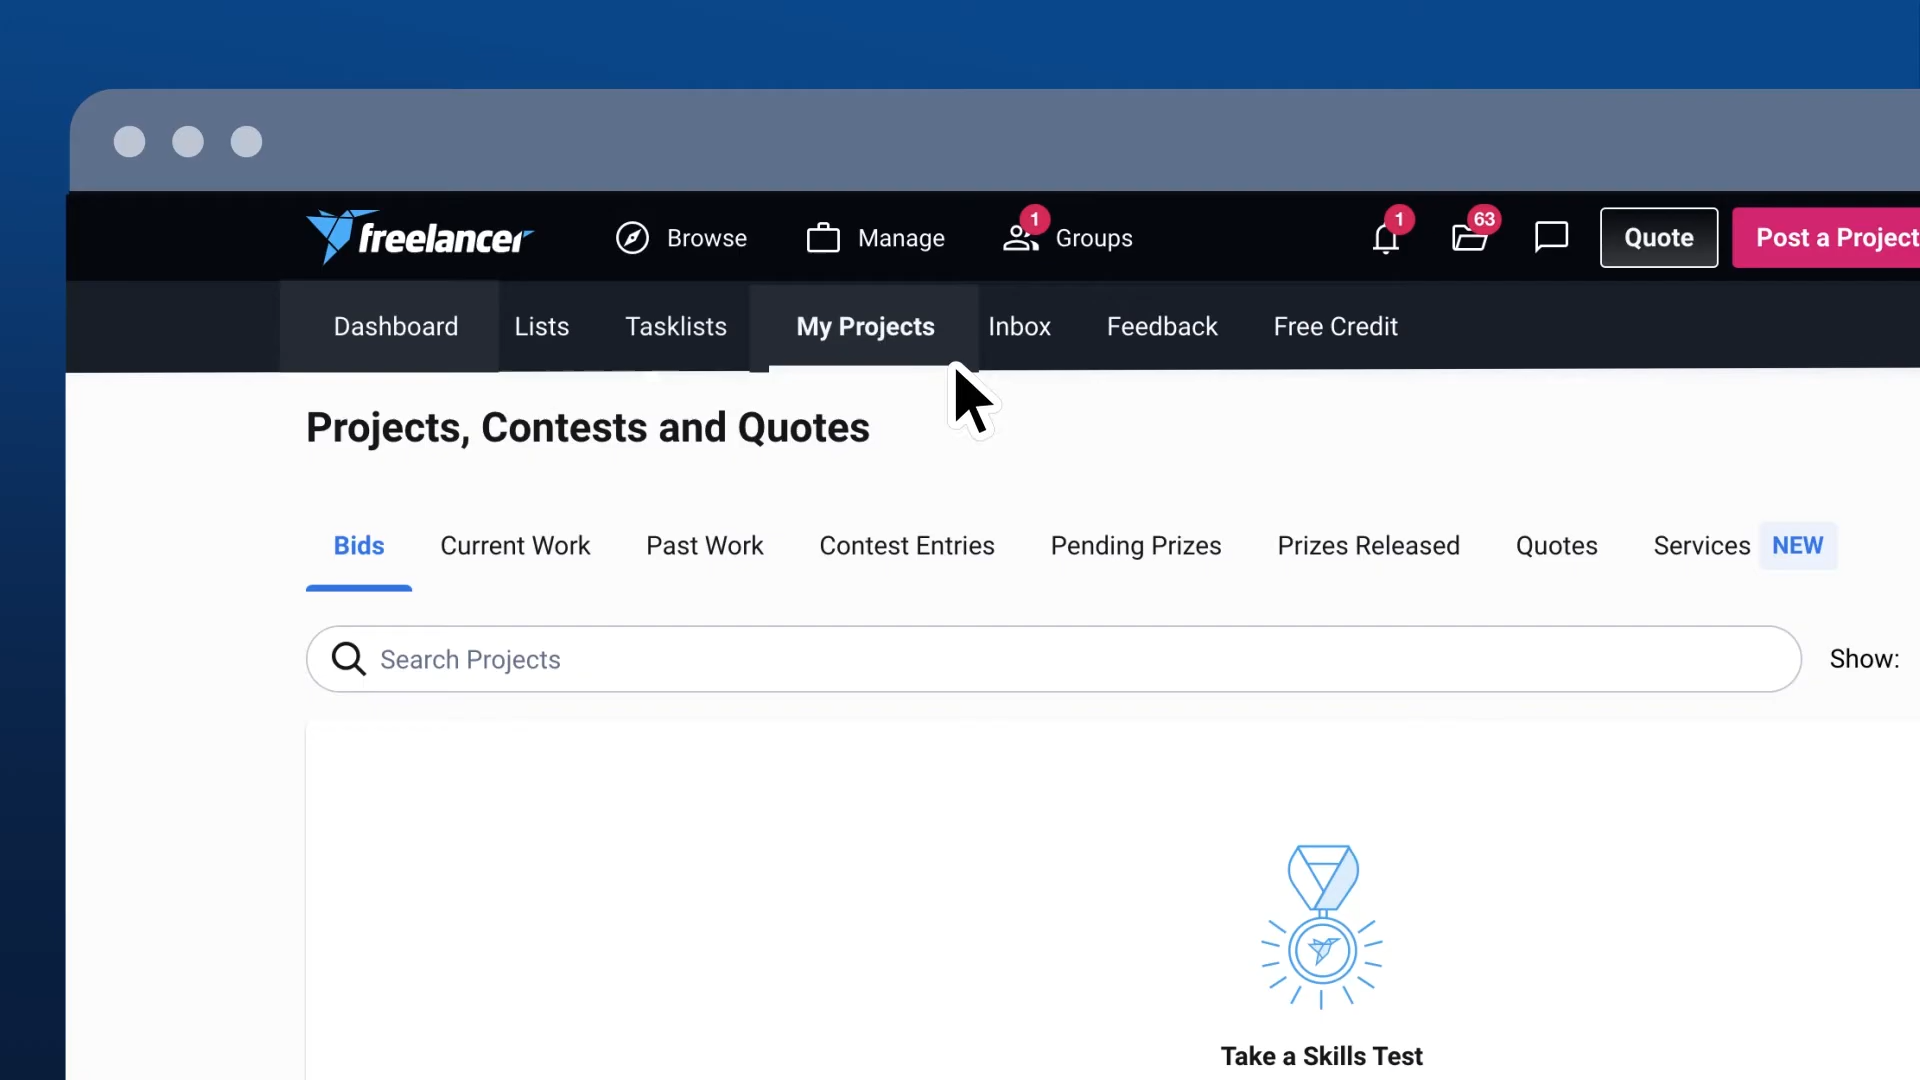 freelancer Browse Manage 1 Groups 1 63 Quote Post a Project
Dashboard Lists Tasklists My Projects Inbox Feedback Free Credit
Projects, Contests and Quotes
Bids Current Work Past Work Contest Entries Pending Prizes Prizes Released Quotes Services NEW
Search Projects Show:
Take a Skills Test